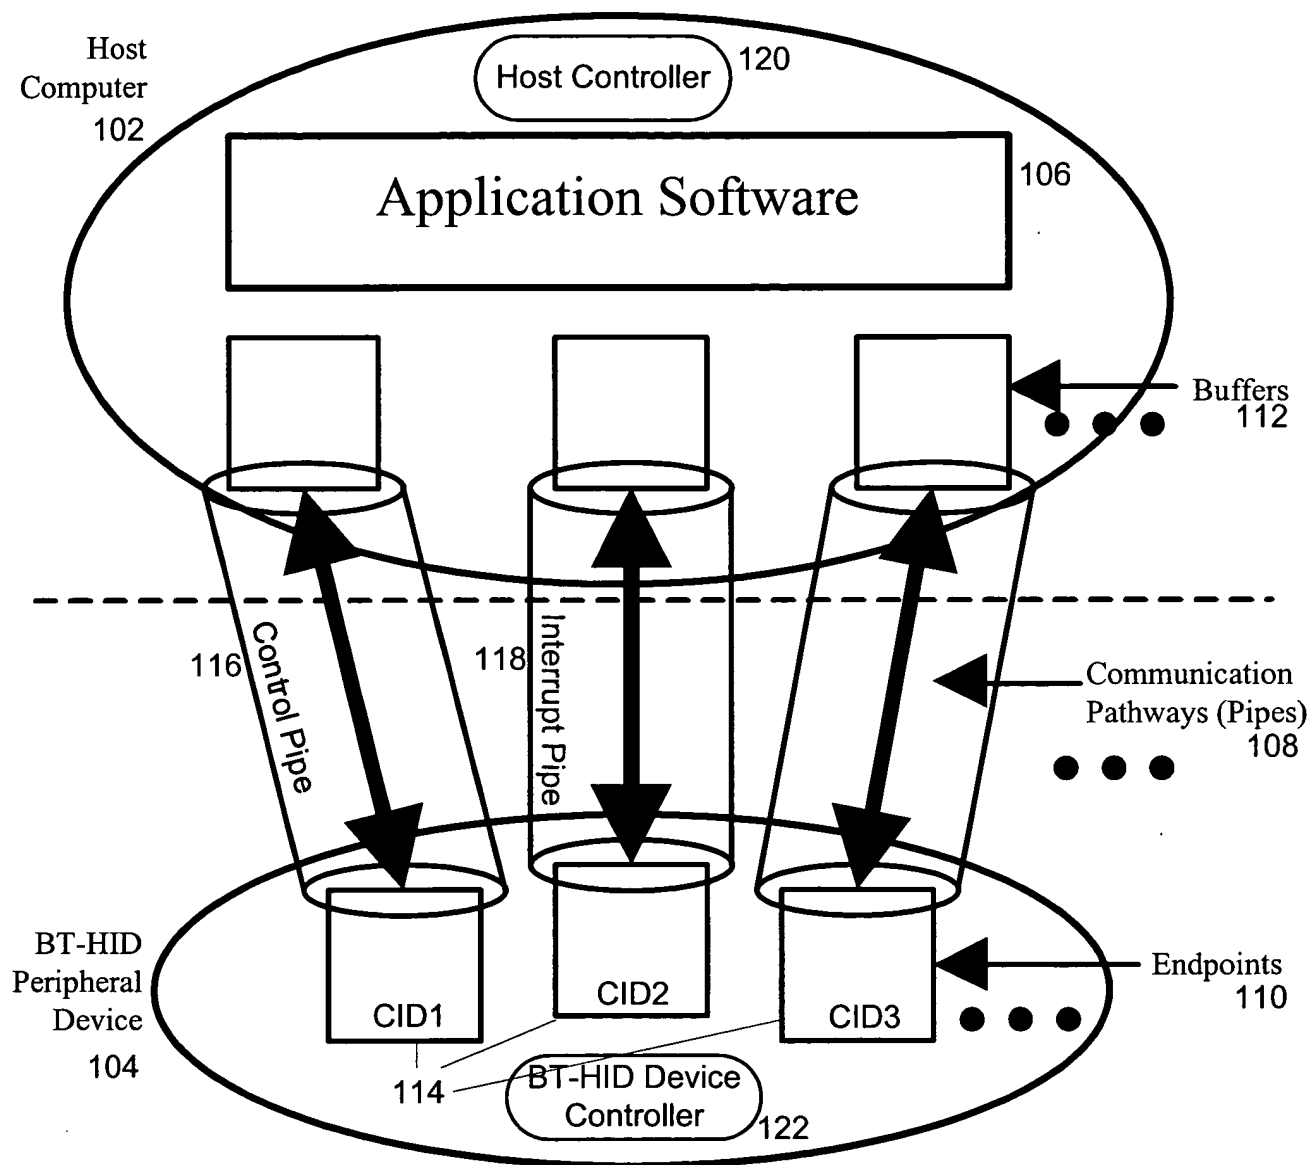 Host
Computer
102
Host Controller
120
Application Software
106
Buffers
112
116
Control Pipe
118
Interrupt Pipe
Communication
Pathways (Pipes)
108
BT-HID
Peripheral
Device
104
CID1
CID2
CID3
Endpoints
110
114
BT-HID Device
Controller
122